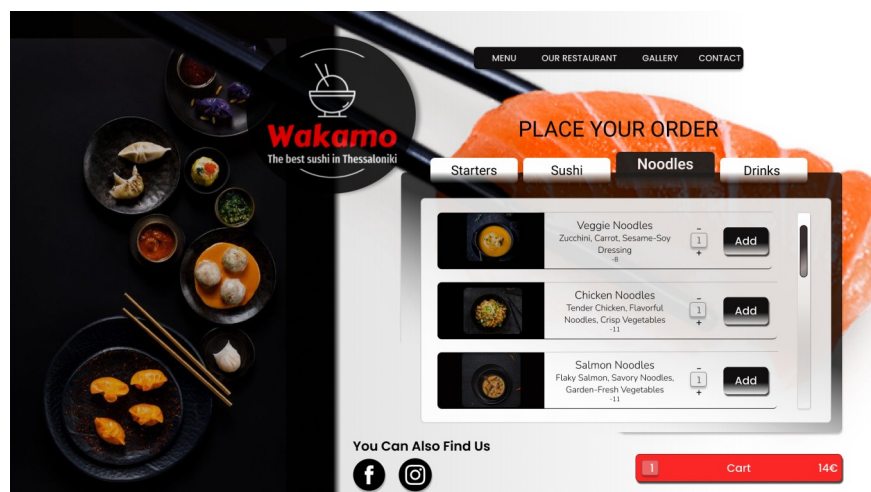 MENU OUR RESTAURANT GALLERY CONTACT
Wakamo
The best sushi in Thessaloniki
PLACE YOUR ORDER
Starters Sushi Noodles Drinks
Veggie Noodles
Zucchini, Carrot, Sesame-Soy
Dressing
-8
-
1
+
Add
Chicken Noodles
Tender Chicken, Flavorful
Noodles, Crisp Vegetables
-11
-
1
+
Add
Salmon Noodles
Flaky Salmon, Savory Noodles,
Garden-Fresh Vegetables
-11
-
1
+
Add
You Can Also Find Us
1 Cart 14€